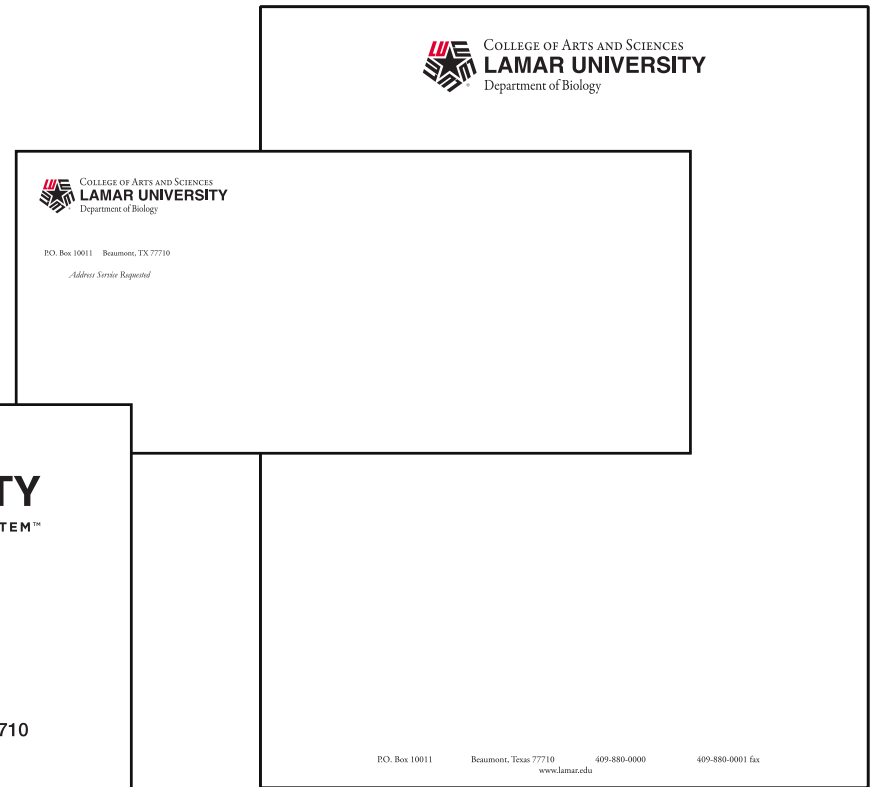 COLLEGE OF ARTS AND SCIENCES
LAMAR UNIVERSITY
Department of Biology
COLLEGE OF ARTS AND SCIENCES
LAMAR UNIVERSITY
Department of Biology
P.O. Box 10011 Beaumont, TX 77710
Address Service Requested
TY
TEM™
710
P.O. Box 10011 Beaumont, Texas 77710 409-880-0000 409-880-0001 fax
www.lamar.edu